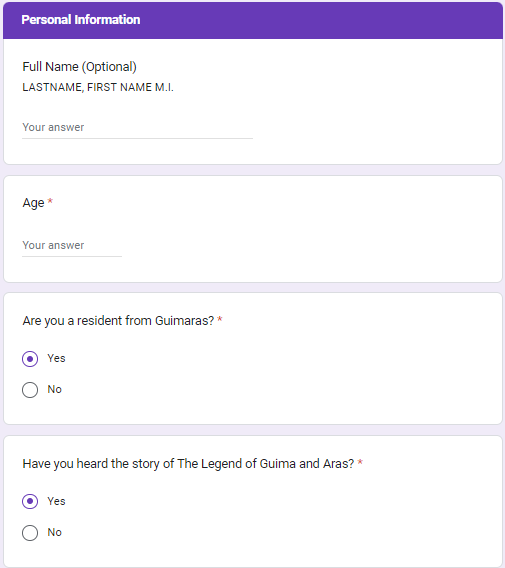 Personal Information
Full Name (Optional)
LASTNAME, FIRST NAME M.I.
Your answer
Age *
Your answer
Are you a resident from Guimaras? *
Yes
No
Have you heard the story of The Legend of Guima and Aras? *
Yes
No